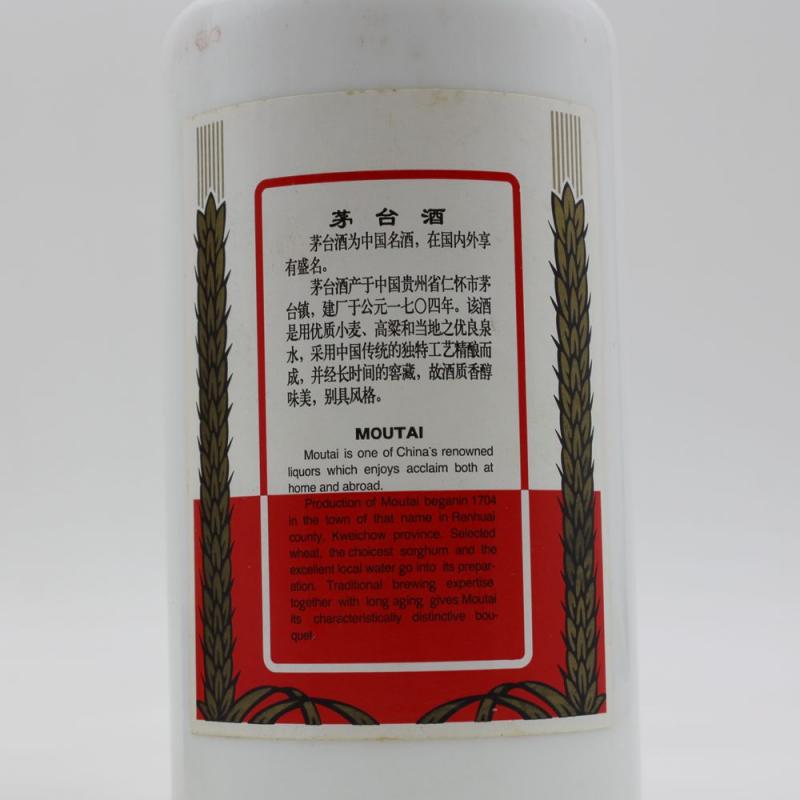 茅台酒
茅台酒为中国名酒，在国内外享
有盛名。
茅台酒产于中国贵州省仁怀市茅
台镇，建厂于公元一七〇四年。该酒
是用优质小麦、高粱和当地之优良泉
水，采用中国传统的独特工艺精酿而
成，并经长时间的窖藏，故酒质香醇
味美，别具风格。
MOUTAI
Moutai is one of China's renowned
liquors which enjoys acclaim both at
home and abroad.
Production of Moutai beganin 1704
in the town of that name in Renhuai
county, Kweichow province. Selected
wheat, the choicest sorghum and the
excellent local water go into its prepar-
ation. Traditional brewing expertise
together with long aging gives Moutai
its characteristically distinctive bou-
quet.